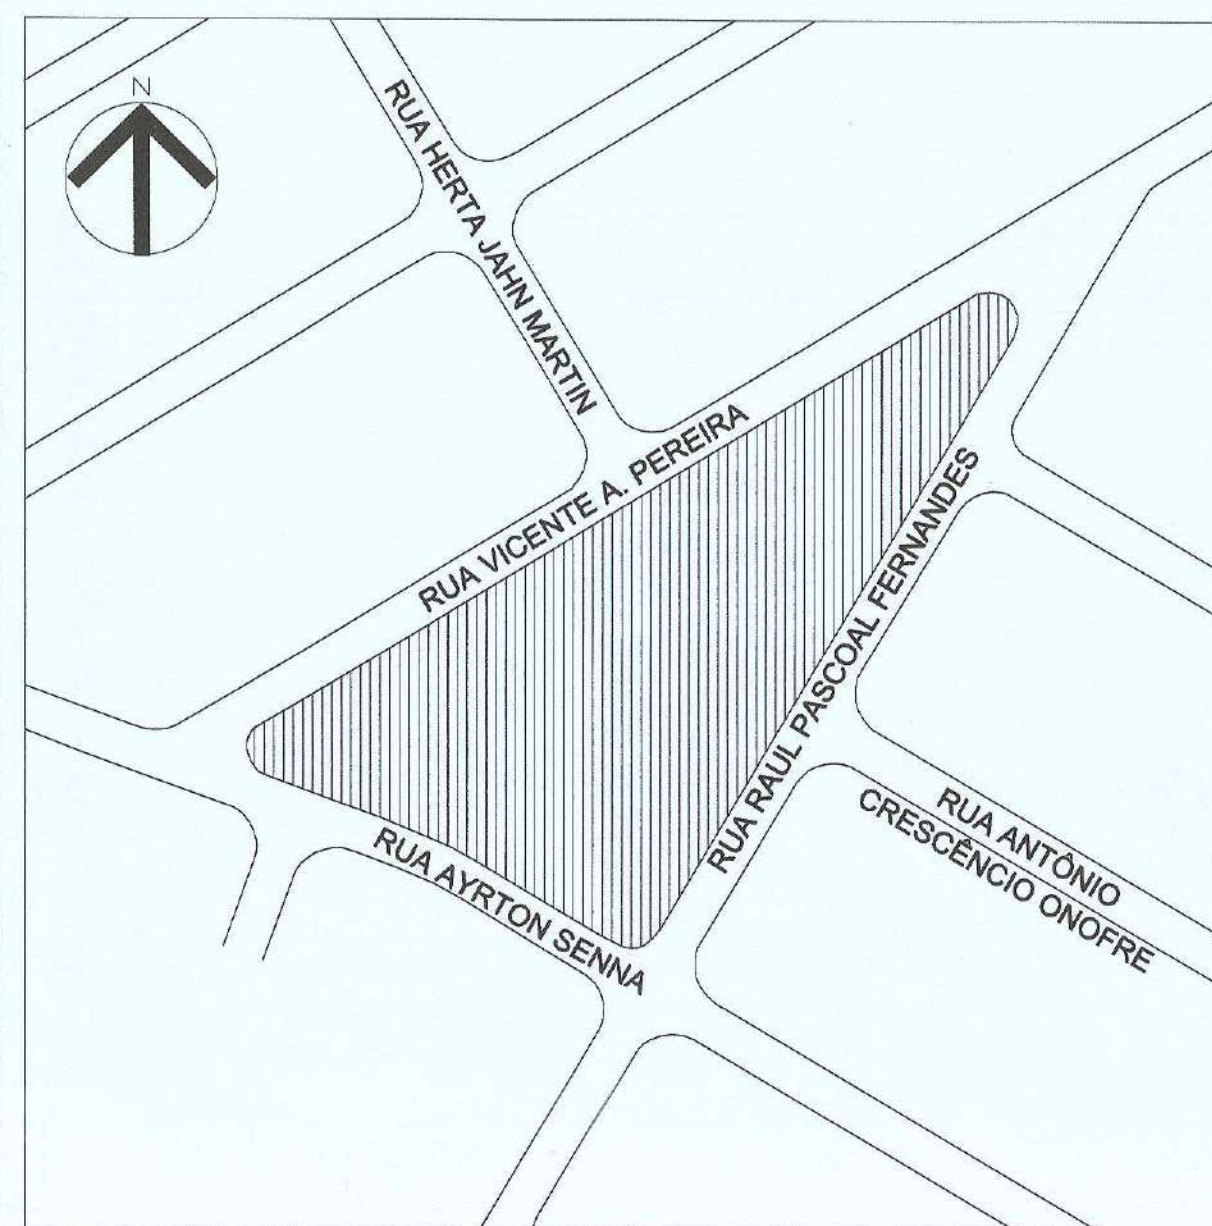 N
RUA HERTA JAHN MARTIN
RUA VICENTE A. PEREIRA
RUA RAUL PASCOAL FERNANDES
RUA ANTÔNIO
CRESCÊNCIO ONOFRE
RUA AYRTON SENNA